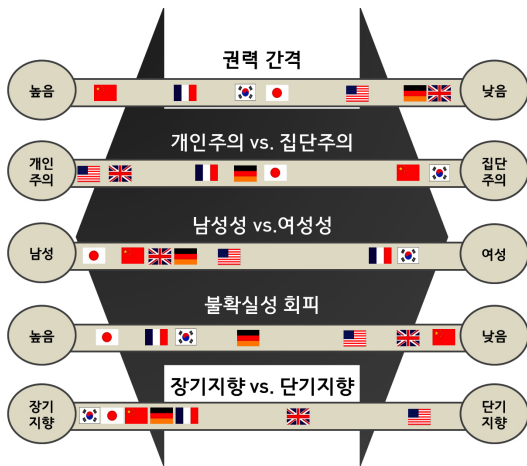 권력 간격
높음
낮음
개인주의 vs. 집단주의
개인
주의
집단
주의
남성성 vs.여성성
남성
여성
불확실성 회피
높음
낮음
장기지향 vs. 단기지향
장기
지향
단기
지향